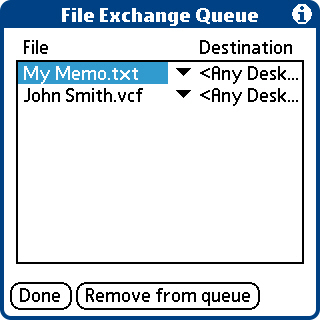 File Exchange Queue
File Destination
My Memo.txt <Any Desk...
John Smith.vcf <Any Desk...
Done Remove from queue